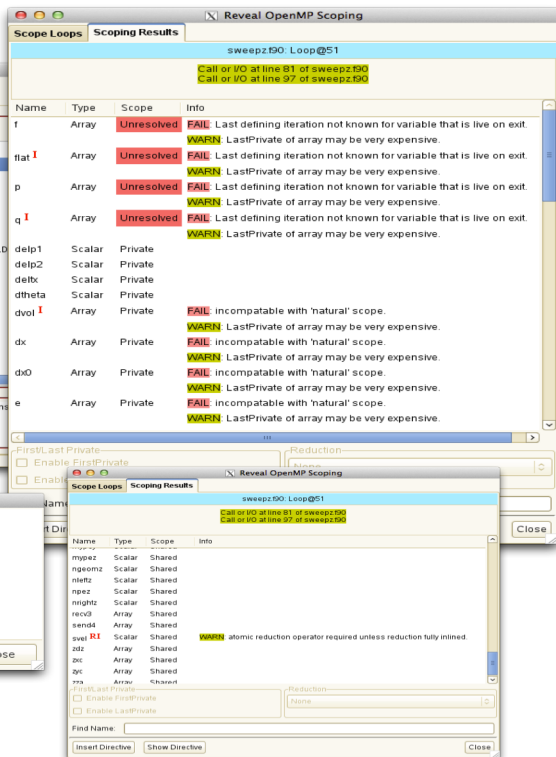 Reveal OpenMP Scoping
Scope Loops Scoping Results
sweepz.f90: Loop@51
Call or I/O at line 81 of sweepz.f90
Call or I/O at line 97 of sweepz.f90
Name Type Scope Info
f Array Unresolved FAIL: Last defining iteration not known for variable that is live on exit.
WARN: LastPrivate of array may be very expensive.
flat I Array Unresolved FAIL: Last defining iteration not known for variable that is live on exit.
WARN: LastPrivate of array may be very expensive.
p Array Unresolved FAIL: Last defining iteration not known for variable that is live on exit.
WARN: LastPrivate of array may be very expensive.
q I Array Unresolved FAIL: Last defining iteration not known for variable that is live on exit.
WARN: LastPrivate of array may be very expensive.
delp1 Scalar Private
delp2 Scalar Private
deltx Scalar Private
dtheta Scalar Private
dvol I Array Private FAIL: incompatable with 'natural' scope.
WARN: LastPrivate of array may be very expensive.
dx Array Private FAIL: incompatable with 'natural' scope.
WARN: LastPrivate of array may be very expensive.
dx0 Array Private FAIL: incompatable with 'natural' scope.
WARN: LastPrivate of array may be very expensive.
e Array Private FAIL: incompatable with 'natural' scope.
WARN: LastPrivate of array may be very expensive.
First/Last Private Reduction
Enable FirstPrivate None
Enabl
Name
rt Dir Close
ose
Reveal OpenMP Scoping
Scope Loops Scoping Results
sweepz.f90: Loop@51
Call or I/O at line 81 of sweepz.f90
Call or I/O at line 97 of sweepz.f90
Name Type Scope Info
mypey Scalar Shared
mypez Scalar Shared
ngeomz Scalar Shared
nleftz Scalar Shared
npez Scalar Shared
nrightz Scalar Shared
recv3 Array Shared
send4 Array Shared
svel RI Scalar Shared WARN: atomic reduction operator required unless reduction fully inlined.
zdz Array Shared
zxc Array Shared
zyc Array Shared
zza Array Shared
First/Last Private Reduction
Enable FirstPrivate None
Enable LastPrivate
Find Name:
Insert Directive Show Directive Close